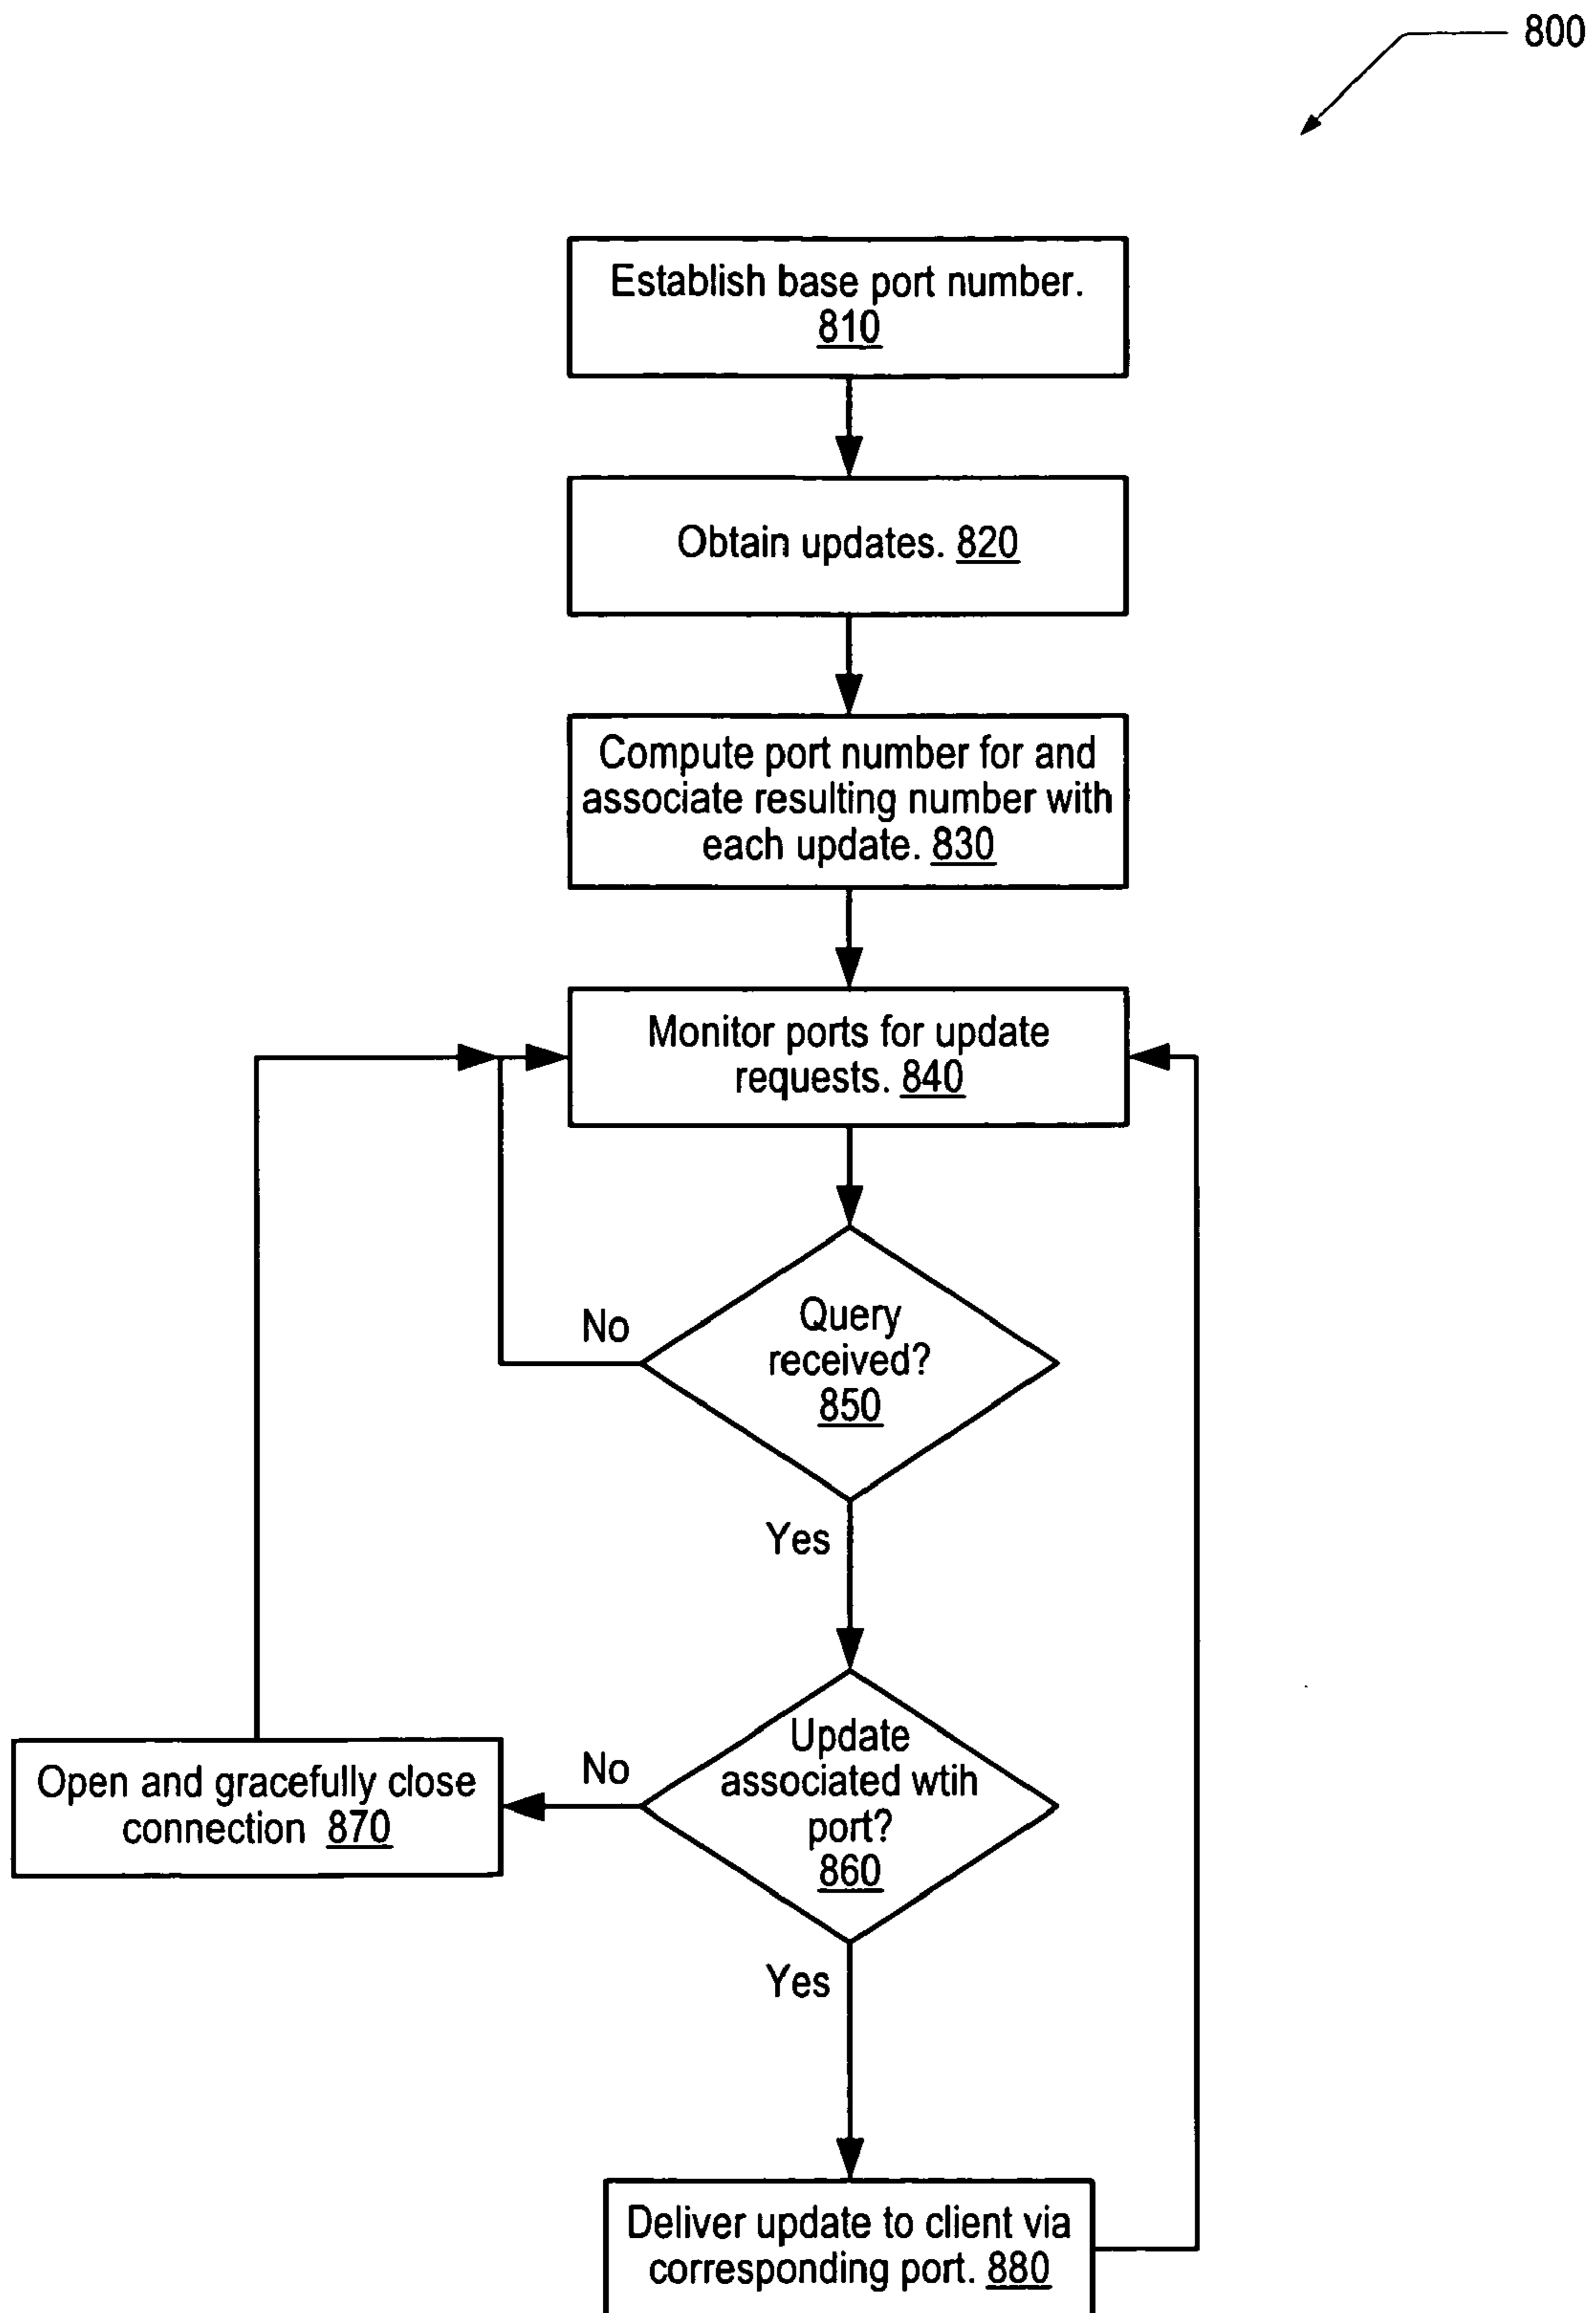 800
Establish base port number.
810
Obtain updates. 820
Compute port number for and
associate resulting number with
each update. 830
Monitor ports for update
requests. 840
No
Query
received?
850
Yes
Update
associated wtih
port?
860
No
Open and gracefully close
connection 870
Yes
Deliver update to client via
corresponding port. 880